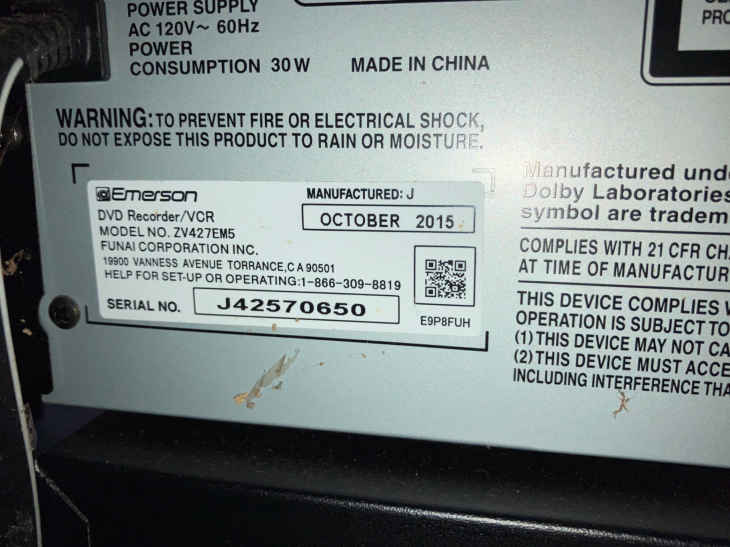 POWER SUPPLY
AC 120V~ 60Hz
POWER
CONSUMPTION 30W MADE IN CHINA
PRO
WARNING: TO PREVENT FIRE OR ELECTRICAL SHOCK,
DO NOT EXPOSE THIS PRODUCT TO RAIN OR MOISTURE.
Emerson
DVD Recorder/VCR
MODEL NO. ZV427EM5
FUNAI CORPORATION INC.
19900 VANNESS AVENUE TORRANCE,CA 90501
HELP FOR SET-UP OR OPERATING:1-866-309-8819
SERIAL NO. J42570650
MANUFACTURED: J
OCTOBER 2015
E9P8FUH
Manufactured und
Dolby Laboratories
symbol are tradem
COMPLIES WITH 21 CFR CH
AT TIME OF MANUFACTUR
THIS DEVICE COMPLIES
OPERATION IS SUBJECT TO
(1) THIS DEVICE MAY NOT CA
(2) THIS DEVICE MUST ACCE
INCLUDING INTERFERENCE THA